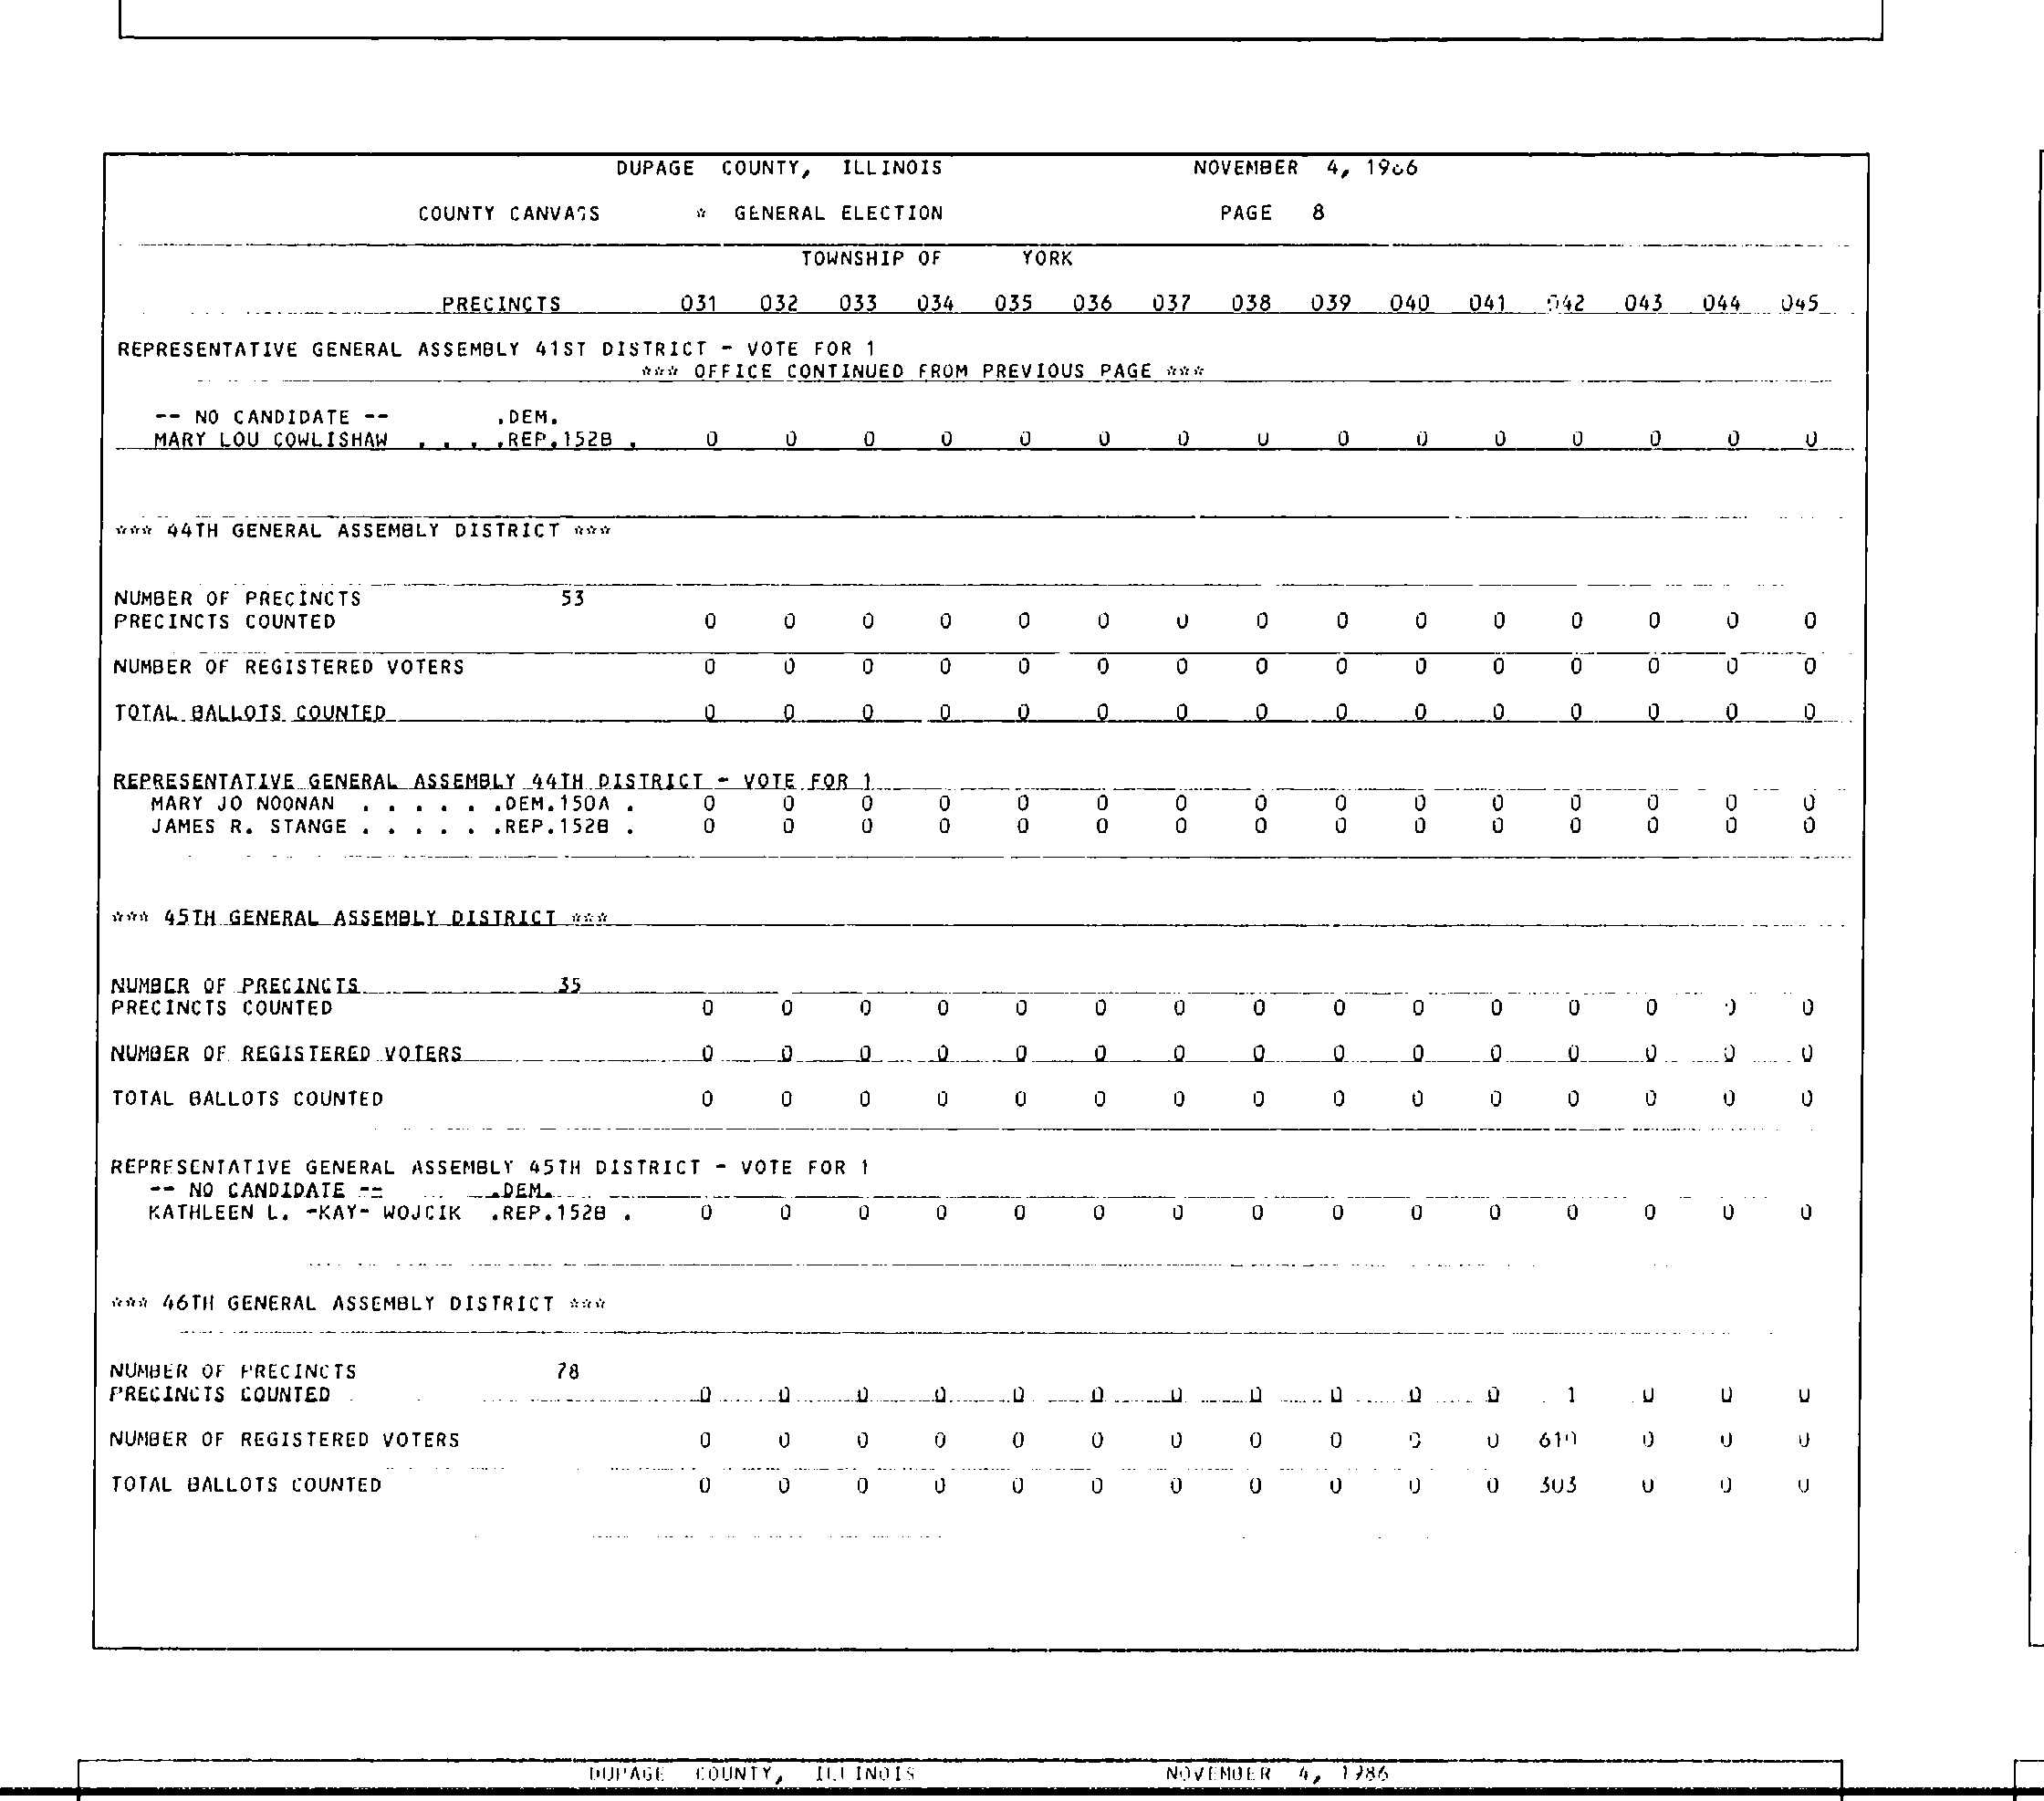 DUPAGE COUNTY, ILLINOIS NOVEMBER 4, 1986
COUNTY CANVASS * GENERAL ELECTION PAGE 8
TOWNSHIP OF YORK
PRECINCTS 031 032 033 034 035 036 037 038 039 040 041 042 043 044 045
REPRESENTATIVE GENERAL ASSEMBLY 41ST DISTRICT - VOTE FOR 1
*** OFFICE CONTINUED FROM PREVIOUS PAGE ***
-- NO CANDIDATE -- .DEM.
MARY LOU COWLISHAW . . . .REP.152B . 0 0 0 0 0 0 0 0 0 0 0 0 0 0 0
*** 44TH GENERAL ASSEMBLY DISTRICT ***
NUMBER OF PRECINCTS 53
PRECINCTS COUNTED 0 0 0 0 0 0 0 0 0 0 0 0 0 0 0
NUMBER OF REGISTERED VOTERS 0 0 0 0 0 0 0 0 0 0 0 0 0 0 0
TOTAL BALLOTS COUNTED 0 0 0 0 0 0 0 0 0 0 0 0 0 0 0
REPRESENTATIVE GENERAL ASSEMBLY 44TH DISTRICT - VOTE FOR 1
MARY JO NOONAN . . . . . .DEM.150A . 0 0 0 0 0 0 0 0 0 0 0 0 0 0 0
JAMES R. STANGE . . . . . .REP.152B . 0 0 0 0 0 0 0 0 0 0 0 0 0 0 0
*** 45TH GENERAL ASSEMBLY DISTRICT ***
NUMBER OF PRECINCTS 35
PRECINCTS COUNTED 0 0 0 0 0 0 0 0 0 0 0 0 0 0 0
NUMBER OF REGISTERED VOTERS 0 0 0 0 0 0 0 0 0 0 0 0 0 0 0
TOTAL BALLOTS COUNTED 0 0 0 0 0 0 0 0 0 0 0 0 0 0 0
REPRESENTATIVE GENERAL ASSEMBLY 45TH DISTRICT - VOTE FOR 1
-- NO CANDIDATE -- .DEM.
KATHLEEN L. -KAY- WOJCIK .REP.152B . 0 0 0 0 0 0 0 0 0 0 0 0 0 0 0
*** 46TH GENERAL ASSEMBLY DISTRICT ***
NUMBER OF PRECINCTS 78
PRECINCTS COUNTED 0 0 0 0 0 0 0 0 0 0 0 1 0 0 0
NUMBER OF REGISTERED VOTERS 0 0 0 0 0 0 0 0 0 0 0 0 0 0
TOTAL BALLOTS COUNTED 0 0 0 0 0 0 0 0 0 0 0 303 0 0 0
DUPAGE COUNTY, ILLINOIS NOVEMBER 4, 1986